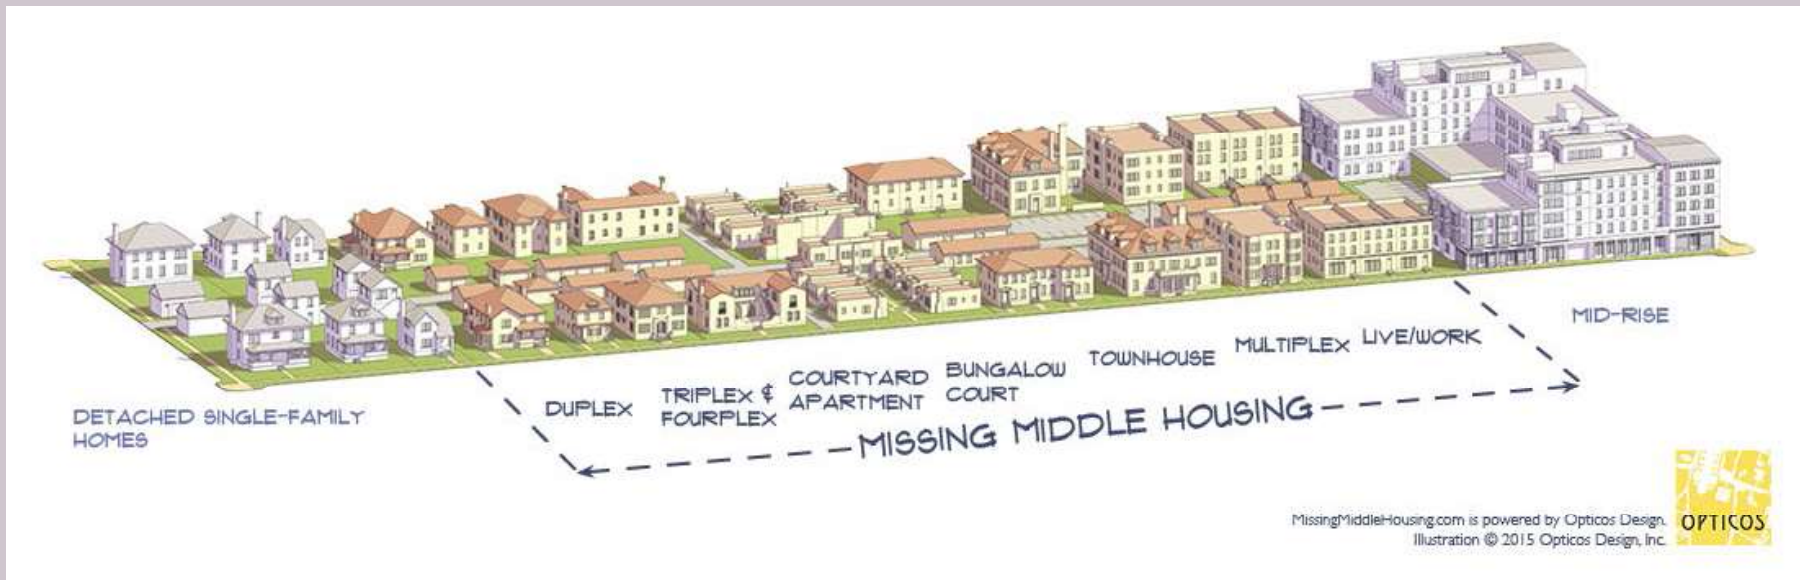 DETACHED SINGLE-FAMILY
HOMES
DUPLEX
TRIPLEX &
FOURPLEX
COURTYARD
APARTMENT
BUNGALOW
COURT
TOWNHOUSE
MULTIPLEX
LIVE/WORK
MID-RISE
MISSING MIDDLE HOUSING
MissingMiddleHousing.com is powered by Opticos Design.
Illustration © 2015 Opticos Design, Inc.
OPTICOS